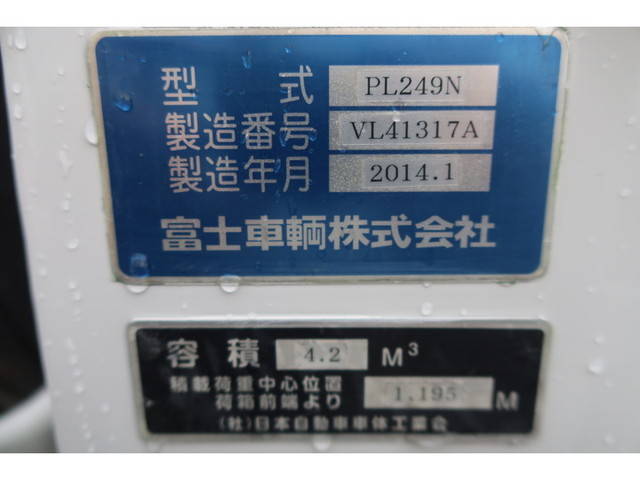 型 式 PL249N
製造番号 VL41317A
製造年月 2014.1
富士車輌株式会社
容積 4.2 M³
積載荷重中心位置
荷箱前端より 1.195 M
(社)日本自動車車体工業会